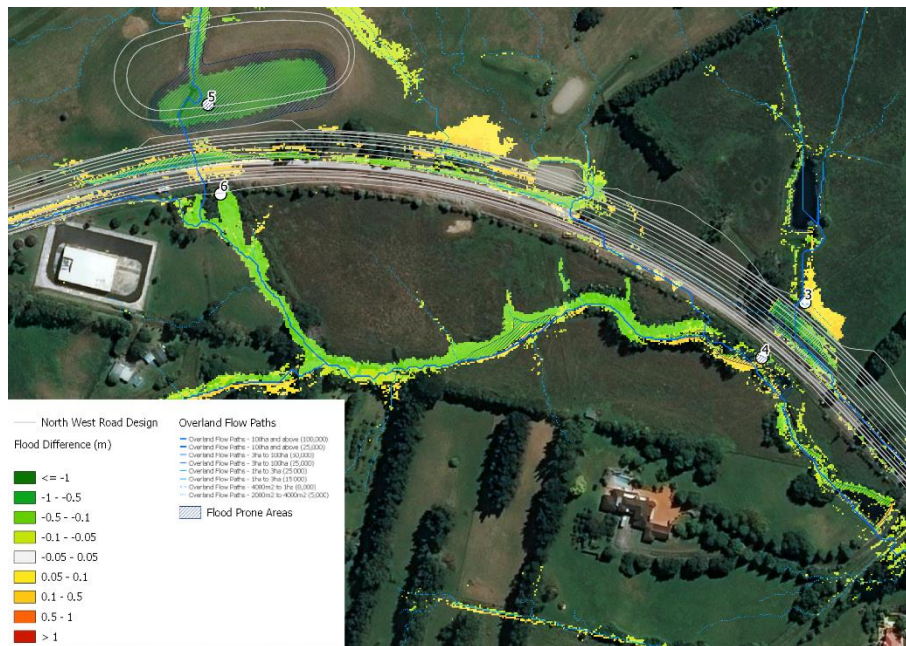 5
6
3
4
North West Road Design
Flood Difference (m)
<= -1
-1 - -0.5
-0.5 - -0.1
-0.1 - -0.05
-0.05 - 0.05
0.05 - 0.1
0.1 - 0.5
0.5 - 1
> 1
Overland Flow Paths
Overland Flow Paths - 100ha and above (100,000)
Overland Flow Paths - 100ha and above (25,000)
Overland Flow Paths - 3ha to 100ha (50,000)
Overland Flow Paths - 3ha to 100ha (25,000)
Overland Flow Paths - 1ha to 3ha (25,000)
Overland Flow Paths - 1ha to 3ha (15,000)
Overland Flow Paths - 4000m2 to 1ha
Overland Flow Paths - 2000m2 to 4000m2 (5,000)
Flood Prone Areas